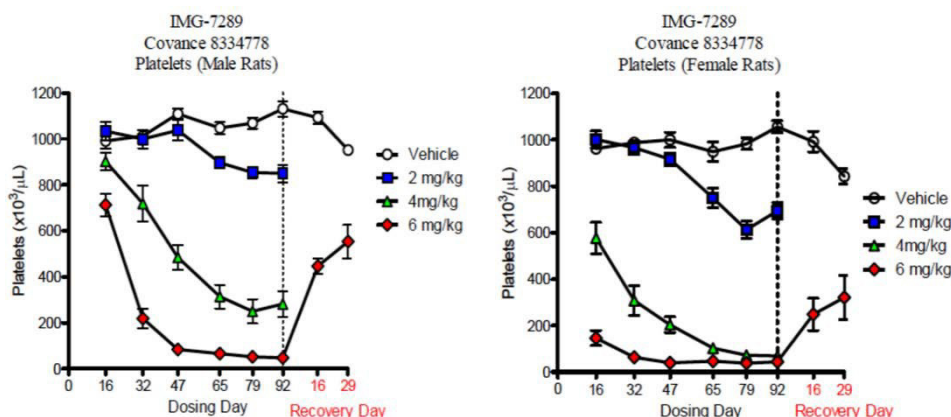 IMG-7289
Covance 8334778
Platelets (Male Rats)
1200
1000
800
600
400
200
0
Platelets (x10³/μL)
0 16 32 47 65 79 92 16 29
Dosing Day Recovery Day
Vehicle
2 mg/kg
4mg/kg
6 mg/kg
IMG-7289
Covance 8334778
Platelets (Female Rats)
1200
1000
800
600
400
200
0
Platelets (x10³/μL)
0 16 32 47 65 79 92 16 29
Dosing Day Recovery Day
Vehicle
2 mg/kg
4mg/kg
6 mg/kg